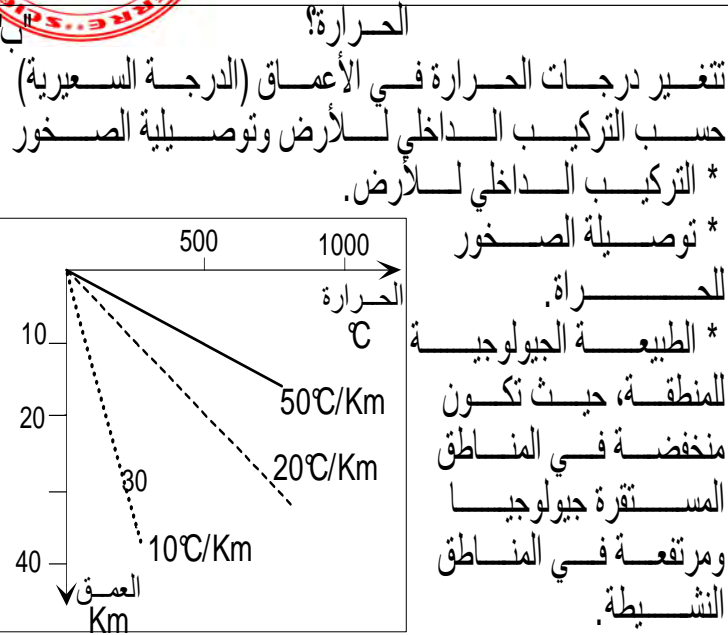 الحرارة؟
"ب
تتغير درجات الحرارة في الأعماق (الدرجة السعيرية)
حسب التركيب الداخلي للأرض وتوصيلية الصخور
* التركيب الداخلي للأرض.
* توصيلة الصخور
للحراة.
* الطبيعة الجيولوجية
للمنطقة، حيث تكون
منخفضة في المناطق
المستقرة جيولوجيا
ومرتفعة في المناطق
النشيطة.
500 1000
الحرارة
°C
10
50°C/Km
20
20°C/Km
30
10°C/Km
40
العمق
Km